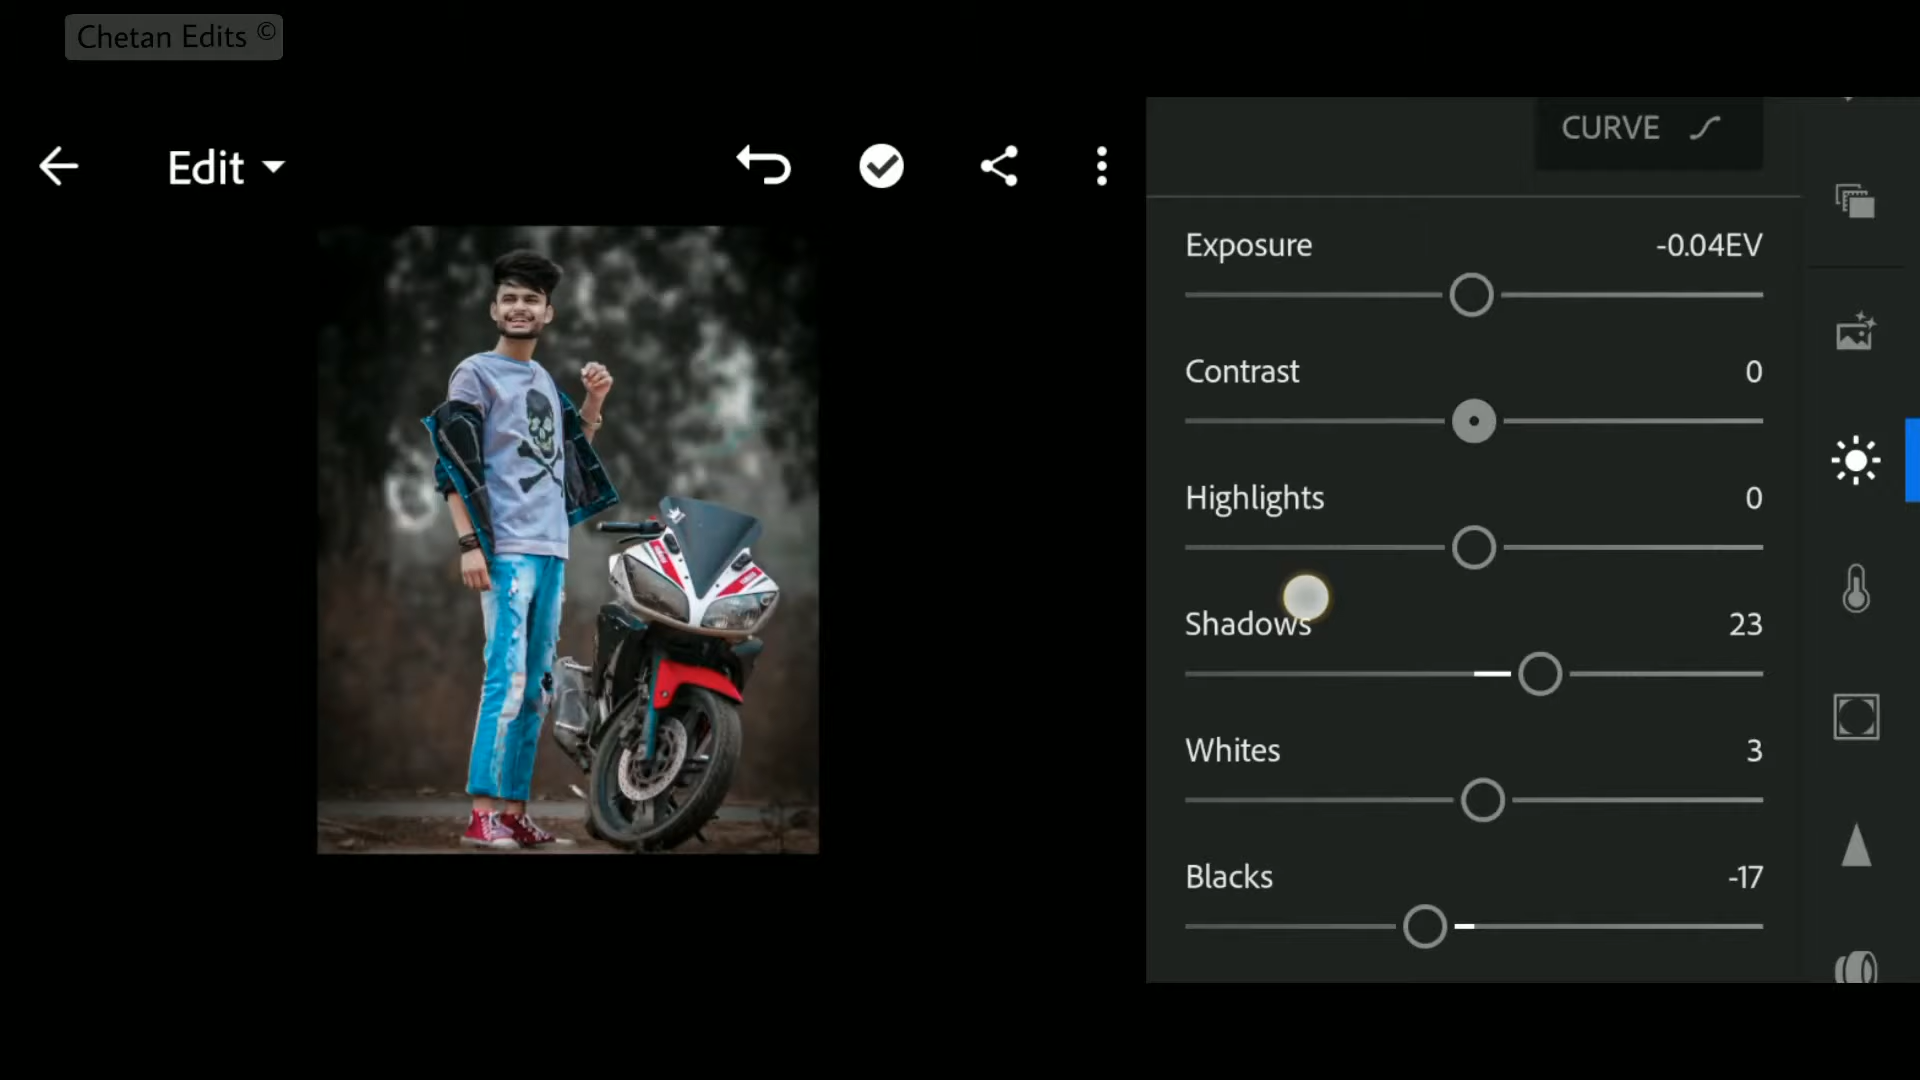 Chetan Edits ©
Edit
CURVE
Exposure -0.04EV
Contrast 0
Highlights 0
Shadows 23
Whites 3
Blacks -17